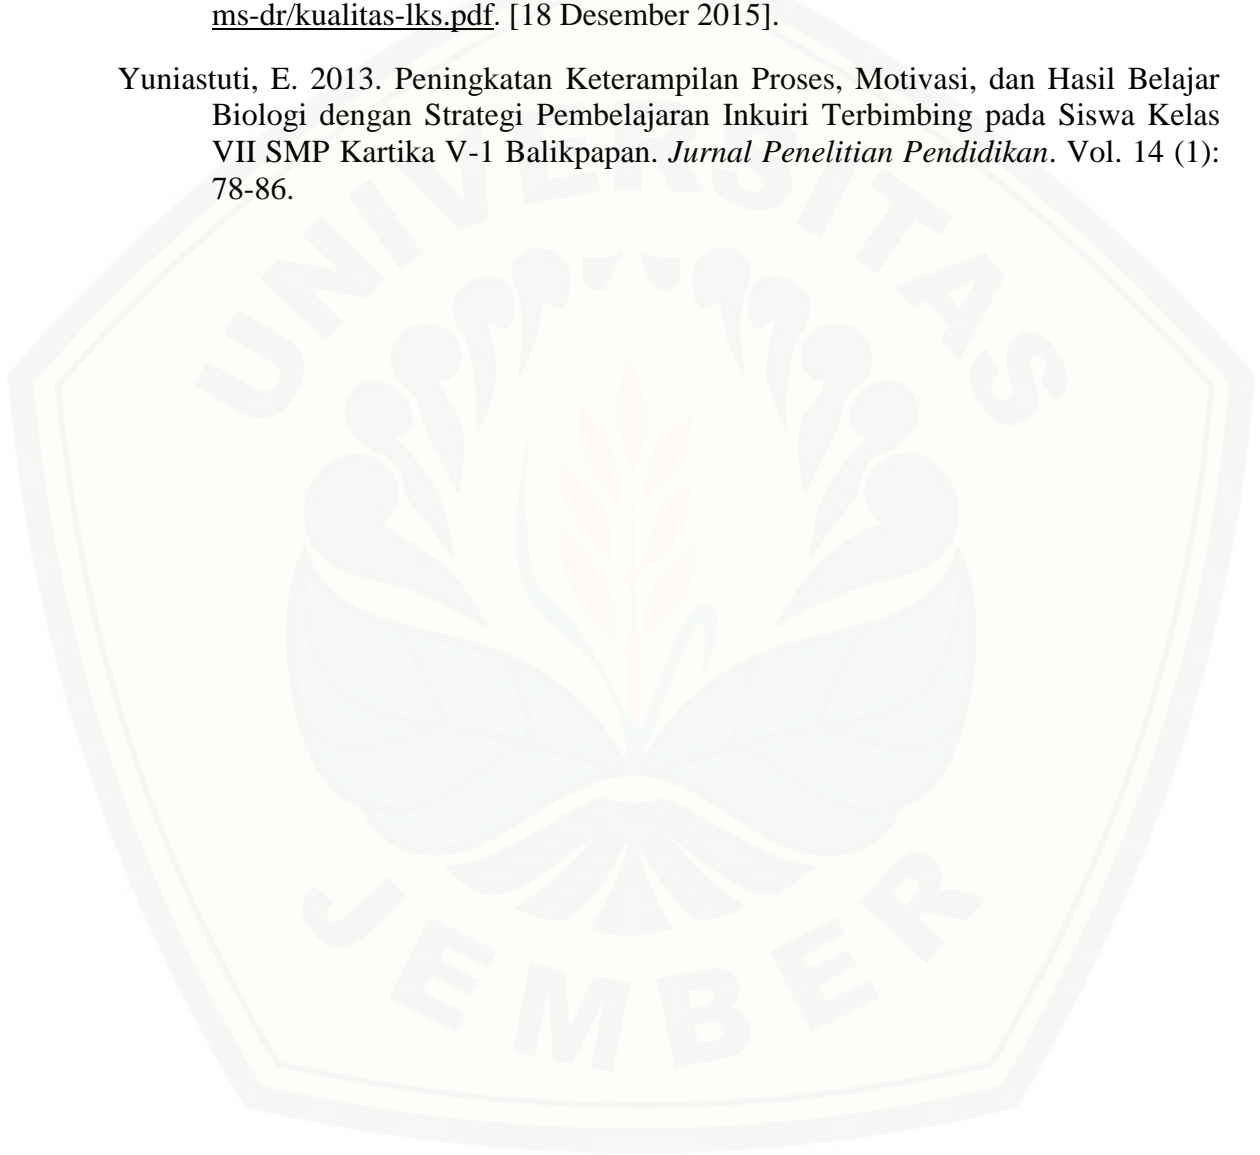 ms-dr/kualitas-lks.pdf. [18 Desember 2015].
Yuniastuti, E. 2013. Peningkatan Keterampilan Proses, Motivasi, dan Hasil Belajar
Biologi dengan Strategi Pembelajaran Inkuiri Terbimbing pada Siswa Kelas
VII SMP Kartika V-1 Balikpapan. Jurnal Penelitian Pendidikan. Vol. 14 (1):
78-86.
UNIVERSITAS
JEMBER